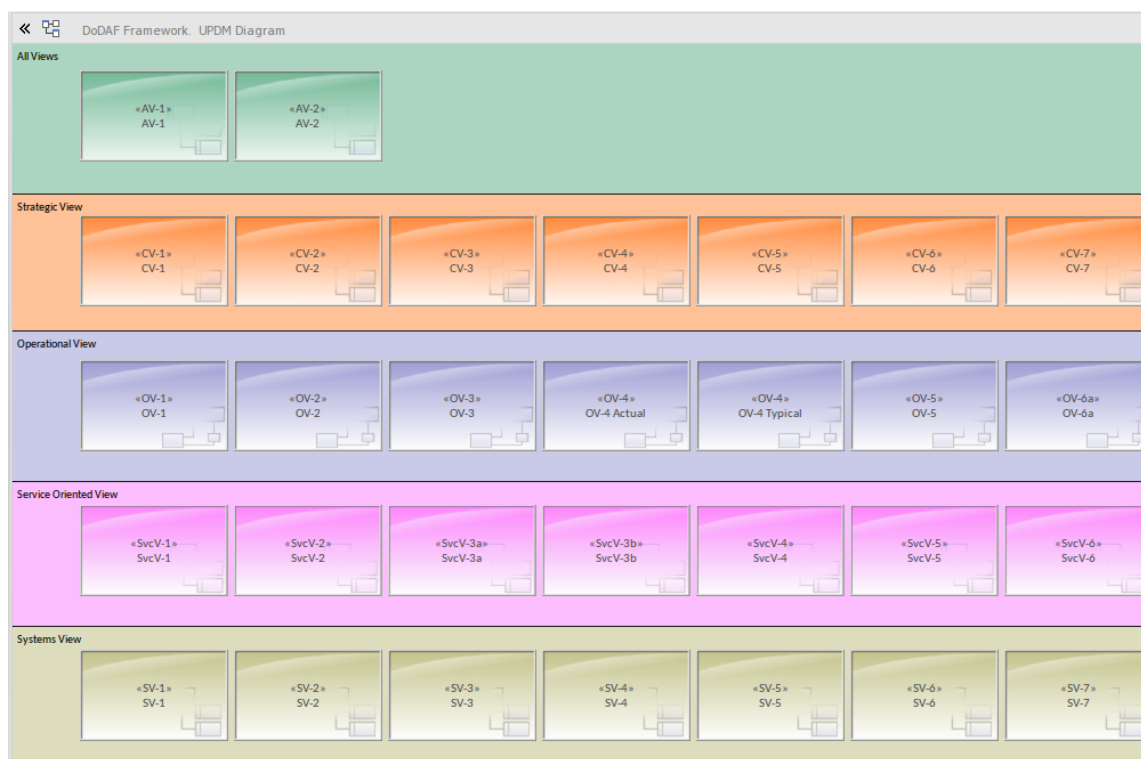 DoDAF Framework. UPDM Diagram
All Views
«AV-1»
AV-1
«AV-2»
AV-2
Strategic View
«CV-1»
CV-1
«CV-2»
CV-2
«CV-3»
CV-3
«CV-4»
CV-4
«CV-5»
CV-5
«CV-6»
CV-6
«CV-7»
CV-7
Operational View
«OV-1»
OV-1
«OV-2»
OV-2
«OV-3»
OV-3
«OV-4»
OV-4 Actual
«OV-4»
OV-4 Typical
«OV-5»
OV-5
«OV-6a»
OV-6a
Service Oriented View
«SvcV-1»
SvcV-1
«SvcV-2»
SvcV-2
«SvcV-3a»
SvcV-3a
«SvcV-3b»
SvcV-3b
«SvcV-4»
SvcV-4
«SvcV-5»
SvcV-5
«SvcV-6»
SvcV-6
Systems View
«SV-1»
SV-1
«SV-2»
SV-2
«SV-3»
SV-3
«SV-4»
SV-4
«SV-5»
SV-5
«SV-6»
SV-6
«SV-7»
SV-7